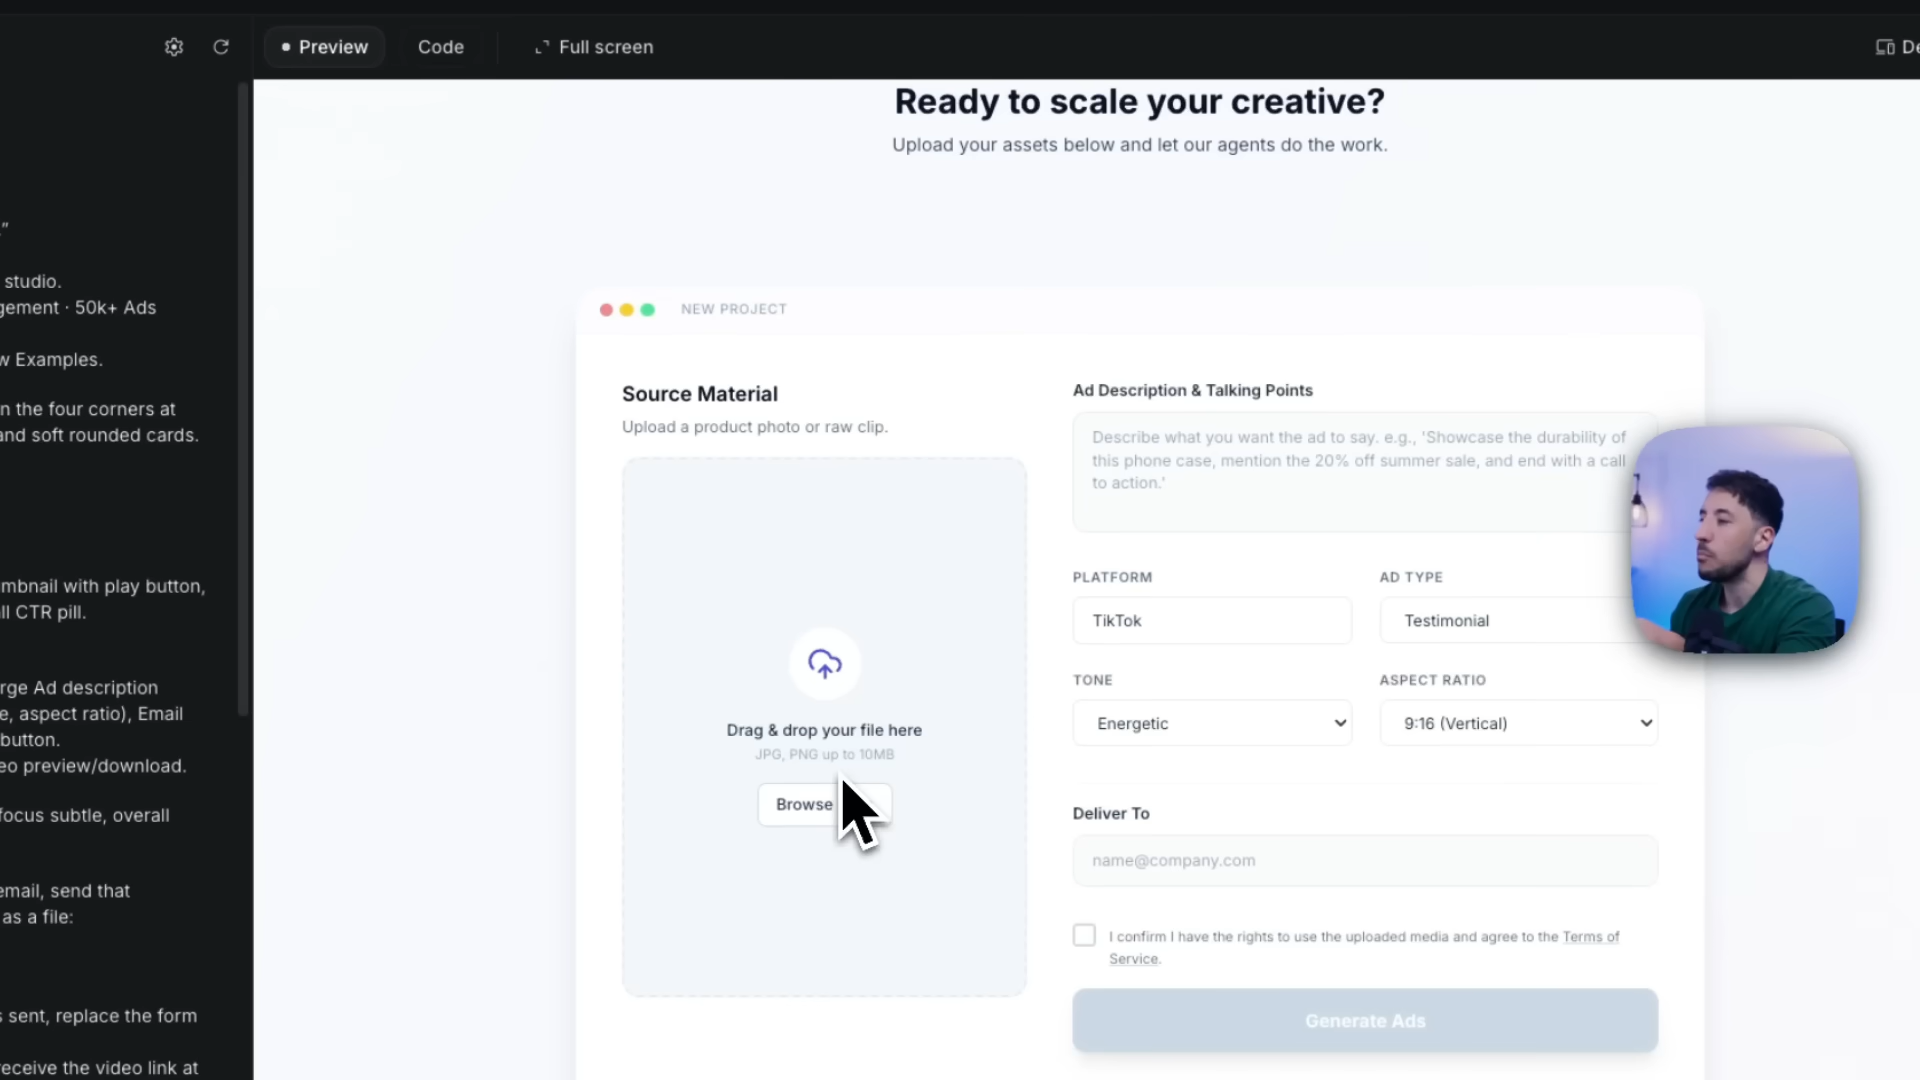 Preview
Code
Full screen
De
Ready to scale your creative?
Upload your assets below and let our agents do the work.
."
studio.
gement · 50k+ Ads
w Examples.
n the four corners at
and soft rounded cards.
mbnail with play button,
ll CTR pill.
rge Ad description
e, aspect ratio), Email
button.
eo preview/download.
focus subtle, overall
email, send that
as a file:
s sent, replace the form
receive the video link at
NEW PROJECT
Source Material
Upload a product photo or raw clip.
Drag & drop your file here
JPG, PNG up to 10MB
Browse
Ad Description & Talking Points
Describe what you want the ad to say. e.g., 'Showcase the durability of
this phone case, mention the 20% off summer sale, and end with a call
to action.'
PLATFORM
AD TYPE
TikTok
Testimonial
TONE
ASPECT RATIO
Energetic
9:16 (Vertical)
Deliver To
name@company.com
I confirm I have the rights to use the uploaded media and agree to the Terms of
Service.
Generate Ads